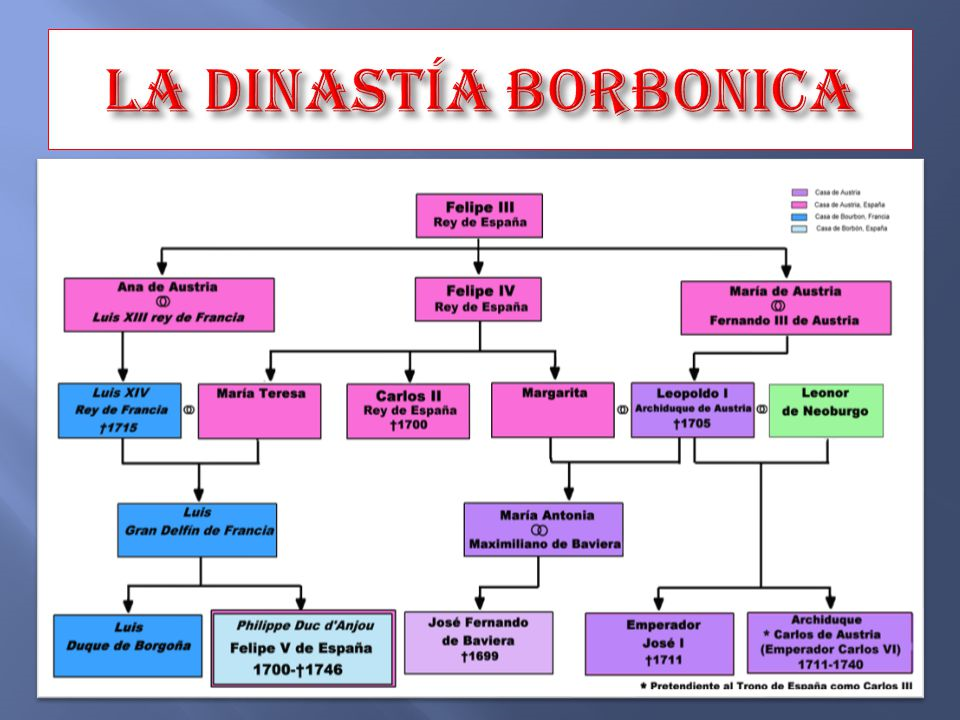 LA DINASTÍA BORBONICA
Casa de Austria
Casa de Austria, España
Casa de Bourbon, Francia
Casa de Borbón, España
Felipe III
Rey de España
Ana de Austria
Luis XIII rey de Francia
Felipe IV
Rey de España
María de Austria
Fernando III de Austria
Luis XIV
Rey de Francia
†1715
María Teresa
Carlos II
Rey de España
†1700
Margarita
Leopoldo I
Archiduque de Austria
†1705
Leonor
de Neoburgo
Luis
Gran Delfín de Francia
María Antonia
Maximiliano de Baviera
Luis
Duque de Borgoña
Philippe Duc d'Anjou
Felipe V de España
1700-†1746
José Fernando
de Baviera
†1699
Emperador
José I
†1711
Archiduque
* Carlos de Austria
(Emperador Carlos VI)
1711-1740
* Pretendiente al Trono de España como Carlos III